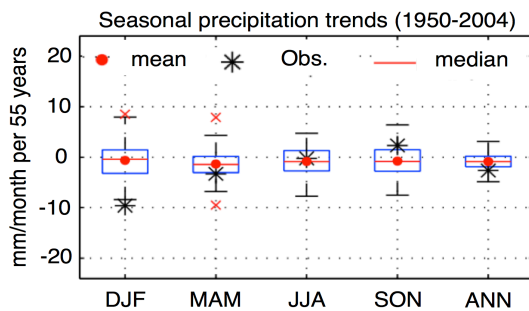 Seasonal precipitation trends (1950-2004)
mm/month per 55 years
20
mean Obs. median
10
0
-10
-20
DJF MAM JJA SON ANN